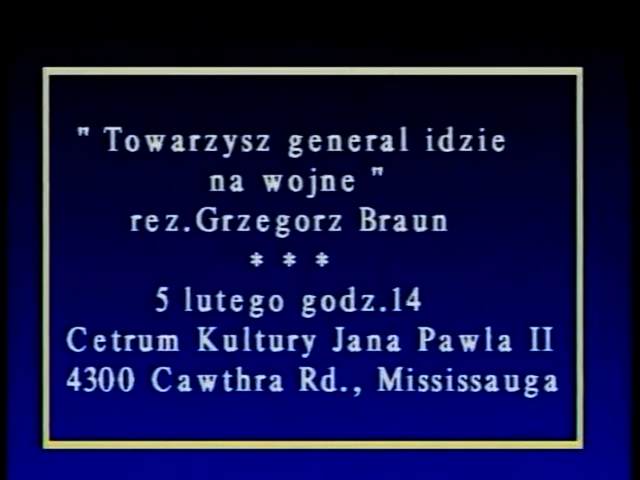 " Towarzysz general idzie
na wojne "
rez.Grzegorz Braun
* * *
5 lutego godz.14
Cetrum Kultury Jana Pawla II
4300 Cawthra Rd., Mississauga